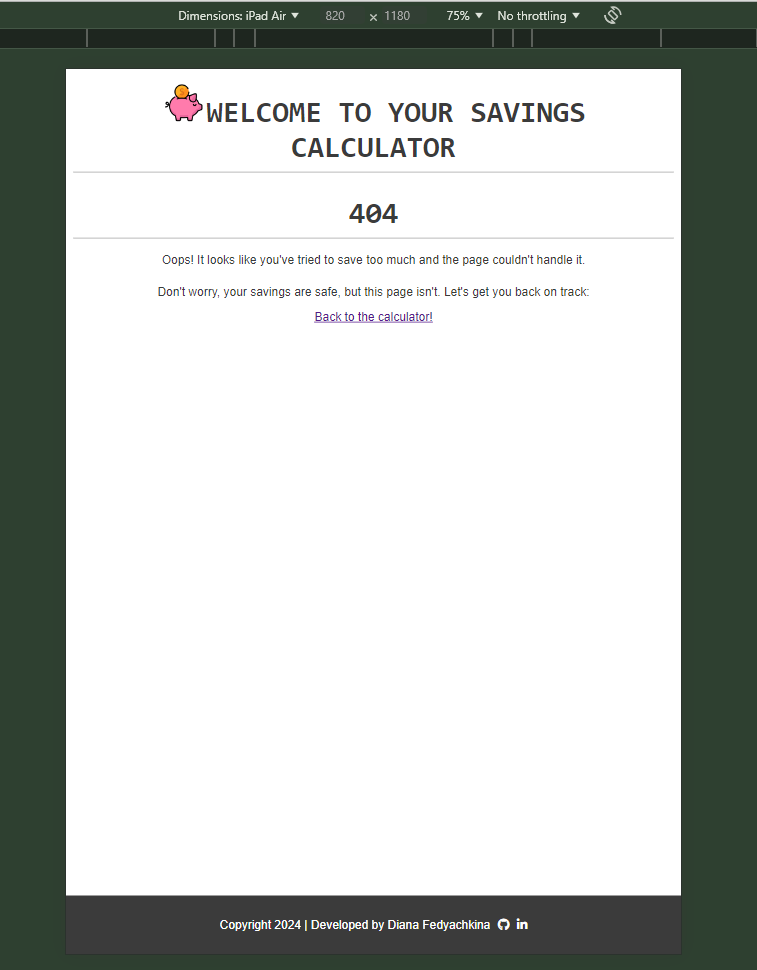 Dimensions: iPad Air 820 × 1180 75% No throttling
WELCOME TO YOUR SAVINGS
CALCULATOR
404
Oops! It looks like you've tried to save too much and the page couldn't handle it.
Don't worry, your savings are safe, but this page isn't. Let's get you back on track:
Back to the calculator!
Copyright 2024 | Developed by Diana Fedyachkina in